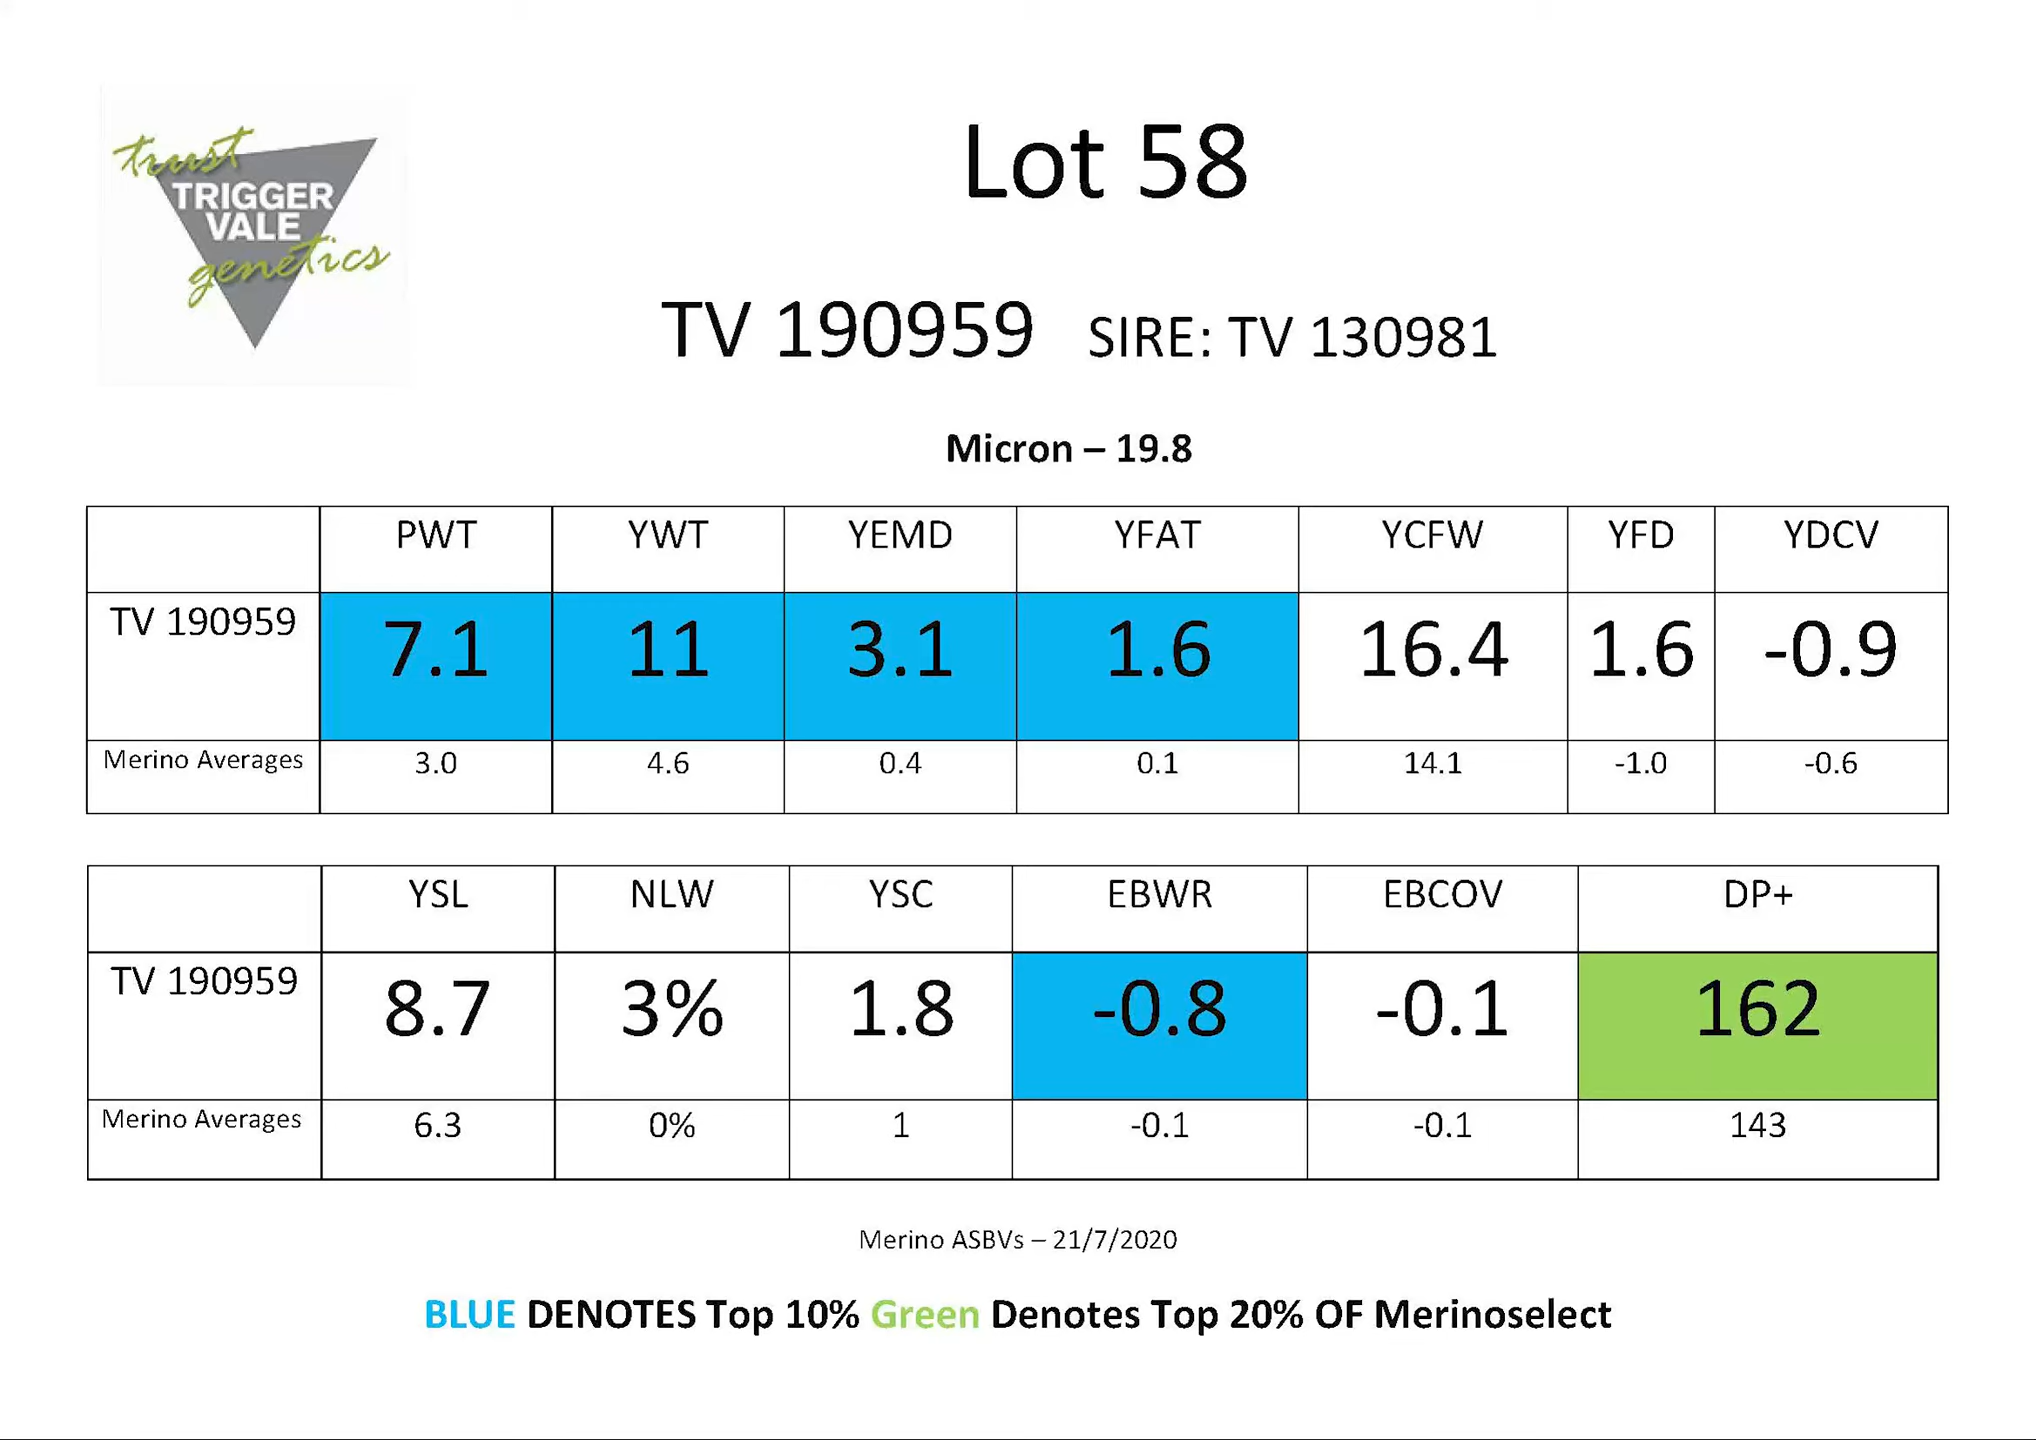 trust
TRIGGER
VALE
genetics
Lot 58
TV 190959 SIRE: TV 130981
Micron – 19.8
PWT YWT YEMD YFAT YCFW YFD YDCV
TV 190959 7.1 11 3.1 1.6 16.4 1.6 -0.9
Merino Averages 3.0 4.6 0.4 0.1 14.1 -1.0 -0.6
YSL NLW YSC EBWR EBCOV DP+
TV 190959 8.7 3% 1.8 -0.8 -0.1 162
Merino Averages 6.3 0% 1 -0.1 -0.1 143
Merino ASBVs – 21/7/2020
BLUE DENOTES Top 10% Green Denotes Top 20% OF Merinoselect